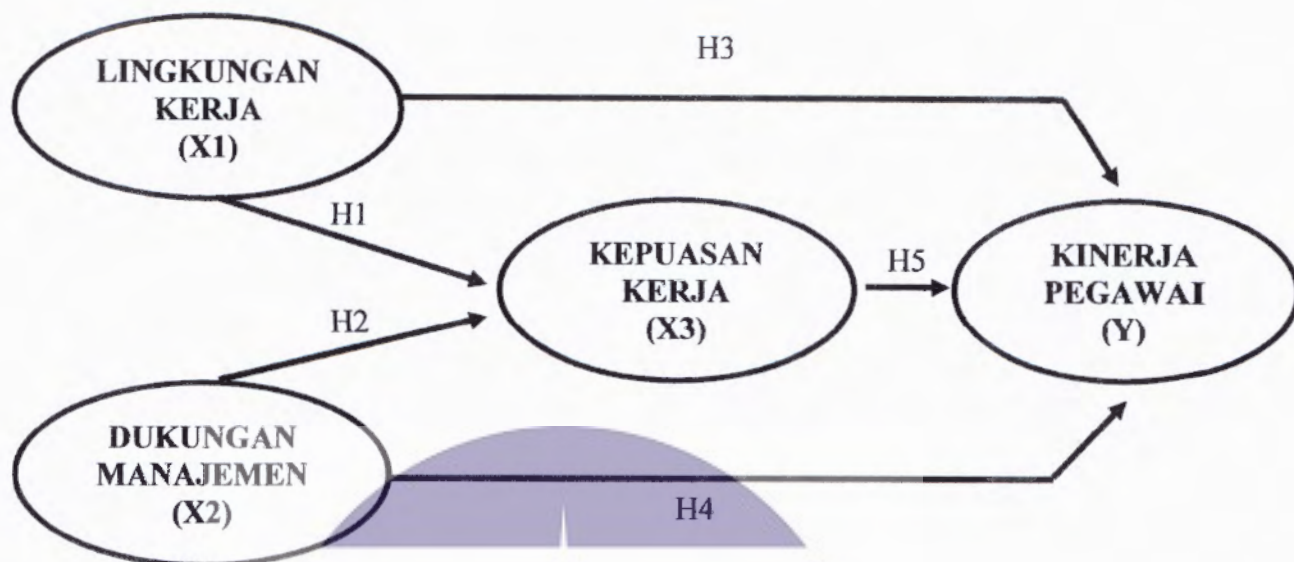 H3
LINGKUNGAN
KERJA
(X1)
H1
KEPUASAN
KERJA
(X3)
H5
KINERJA
PEGAWAI
(Y)
H2
DUKUNGAN
MANAJEMEN
(X2)
H4